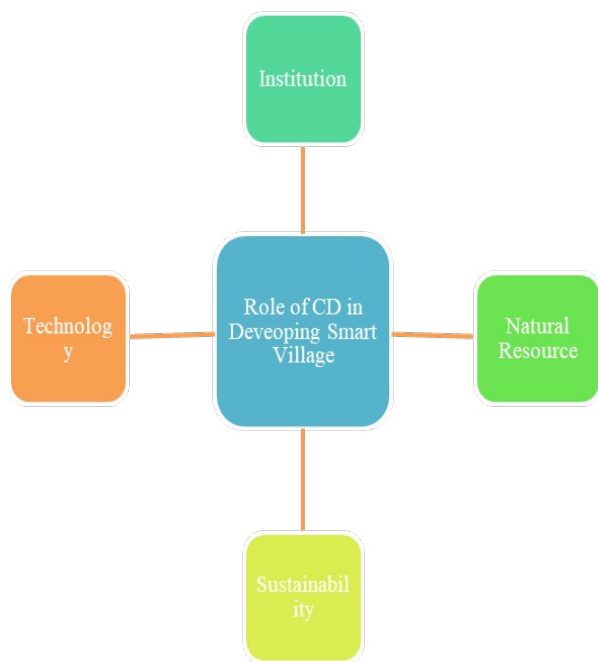 Institution
Technolog
y
Role of CD in
Deveoping Smart
Village
Natural
Resource
Sustainabil
ity